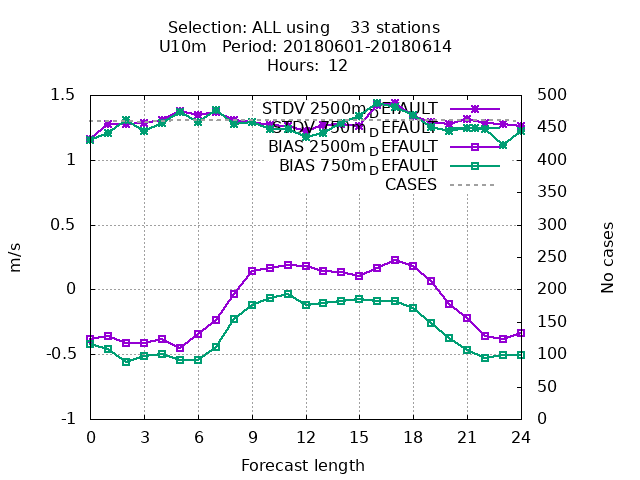 Selection: ALL using    33 stations
U10m   Period: 20180601-20180614
Hours:  12
STDV 2500m_DEFAULT
STDV 750m_DEFAULT
BIAS 2500m_DEFAULT
BIAS 750m_DEFAULT
CASES
1.5
1
0.5
0
-0.5
-1
m/s
500
450
400
350
300
250
200
150
100
50
0
No cases
0 3 6 9 12 15 18 21 24
Forecast length